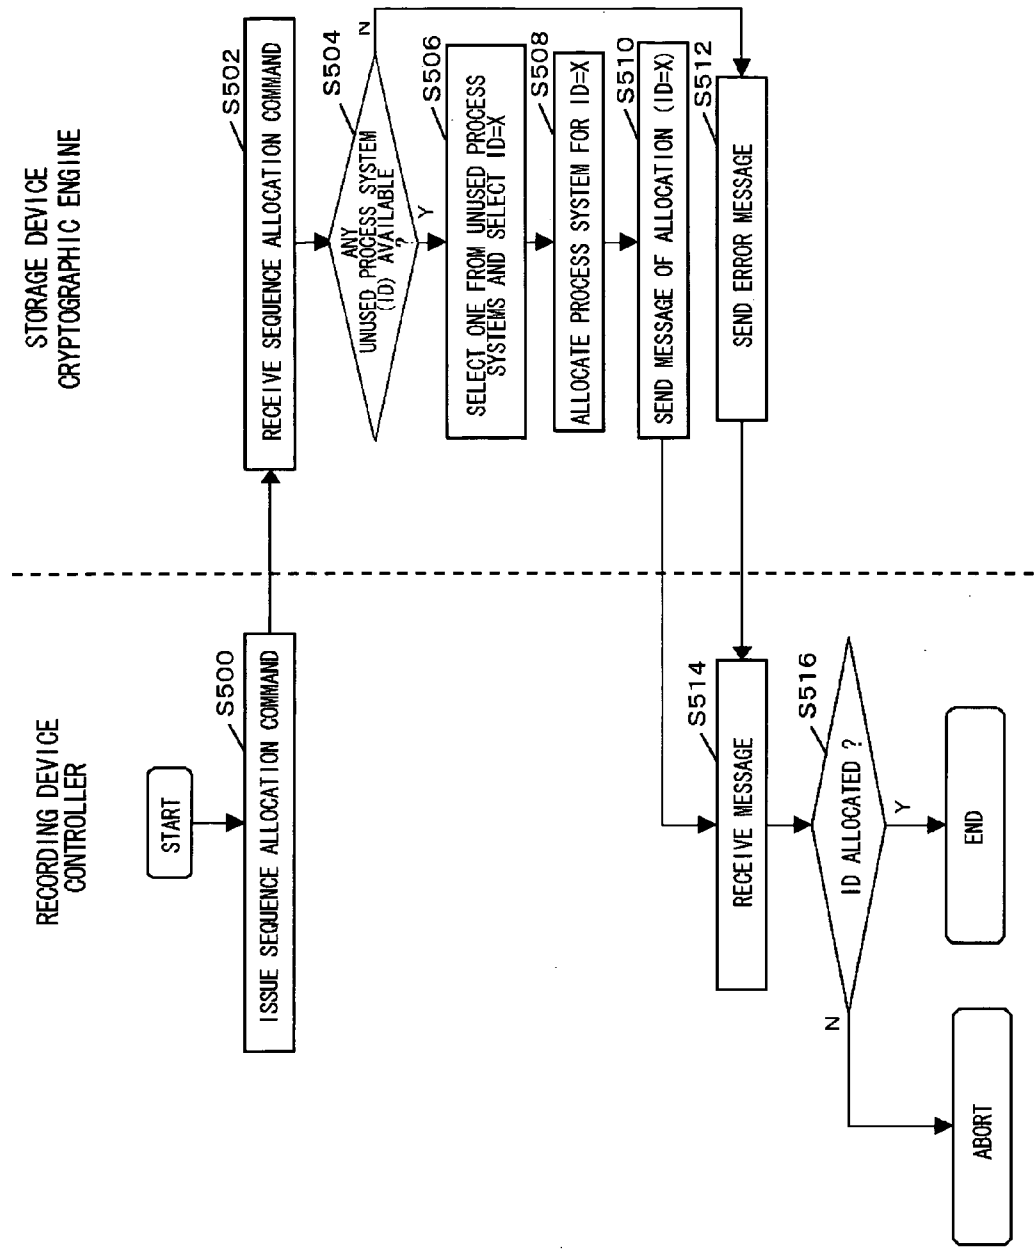 RECORDING DEVICE
CONTROLLER
STORAGE DEVICE
CRYPTOGRAPHIC ENGINE
START
S500
ISSUE SEQUENCE ALLOCATION COMMAND
S502
RECEIVE SEQUENCE ALLOCATION COMMAND
S504
ANY
UNUSED PROCESS SYSTEM
(ID) AVAILABLE
?
N
Y
S506
SELECT ONE FROM UNUSED PROCESS
SYSTEMS AND SELECT ID=X
S508
ALLOCATE PROCESS SYSTEM FOR ID=X
S510
SEND MESSAGE OF ALLOCATION (ID=X)
S512
SEND ERROR MESSAGE
S514
RECEIVE MESSAGE
S516
ID ALLOCATED ?
N
Y
ABORT
END